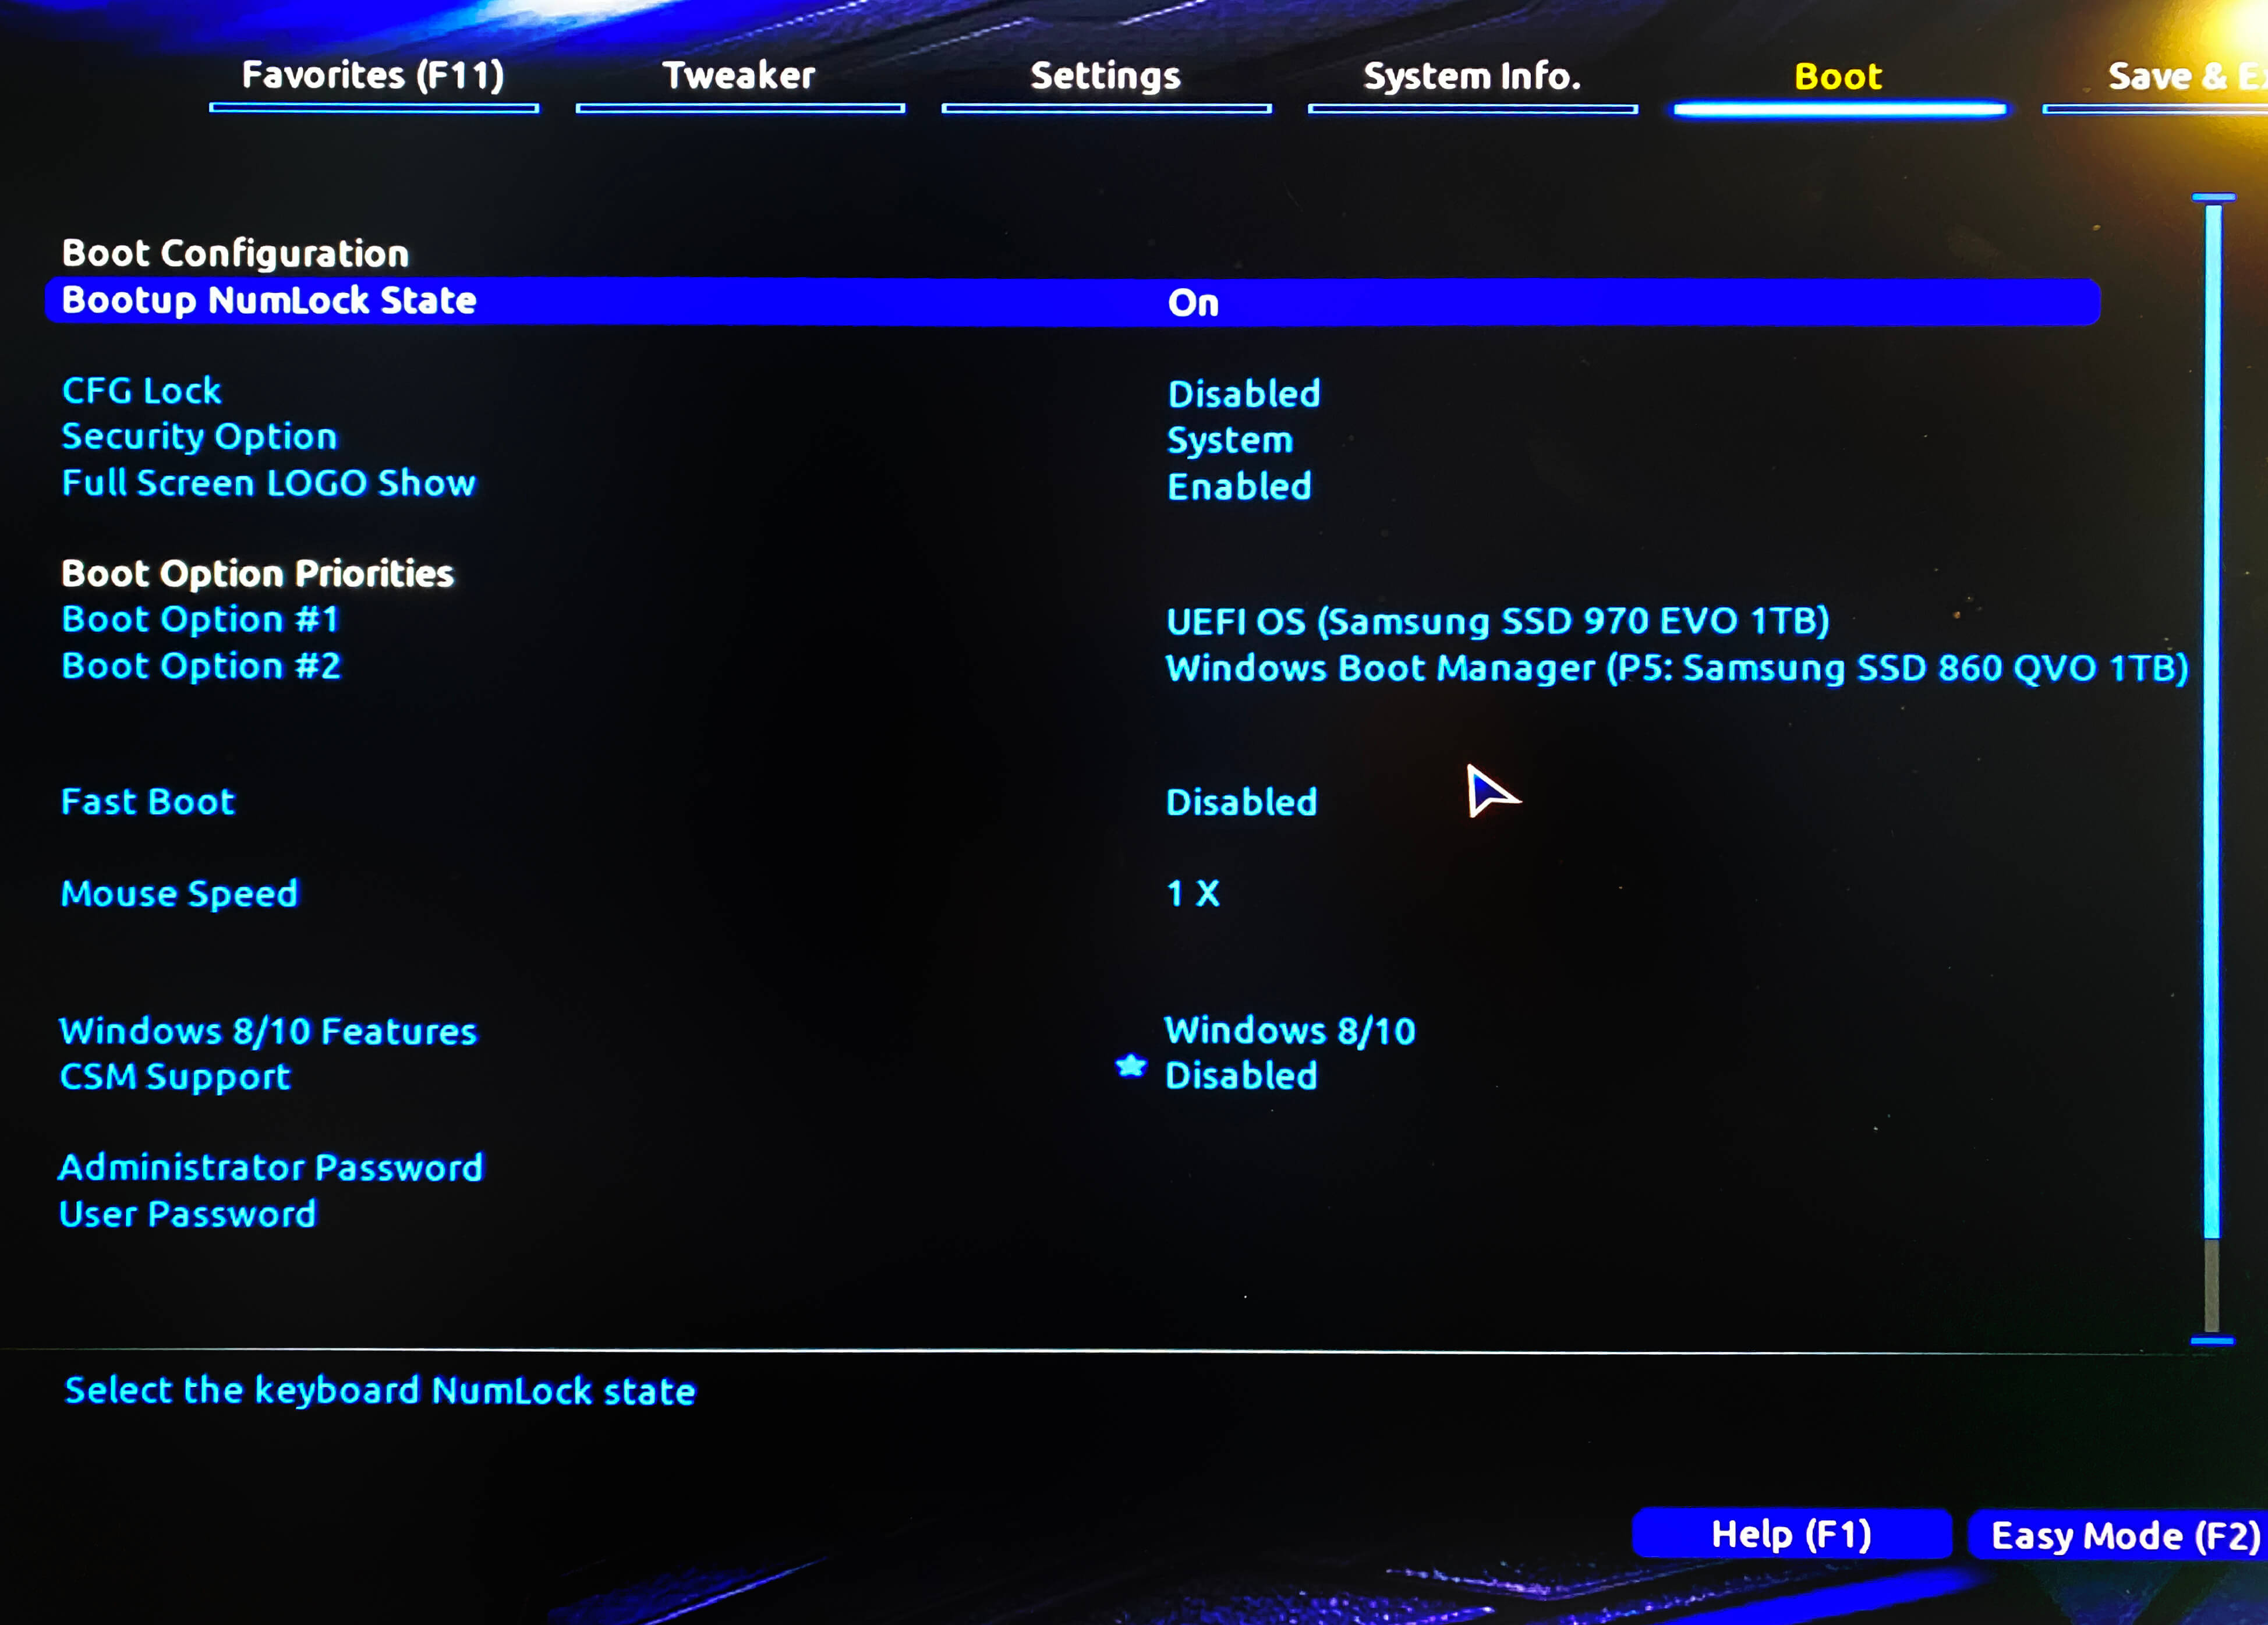 Favorites (F11) Tweaker Settings System Info. Boot Save & E
Boot Configuration
Bootup NumLock State On
CFG Lock Disabled
Security Option System
Full Screen LOGO Show Enabled
Boot Option Priorities
Boot Option #1 UEFI OS (Samsung SSD 970 EVO 1TB)
Boot Option #2 Windows Boot Manager (P5: Samsung SSD 860 QVO 1TB)
Fast Boot Disabled
Mouse Speed 1 X
Windows 8/10 Features Windows 8/10
CSM Support Disabled
Administrator Password
User Password
Select the keyboard NumLock state
Help (F1) Easy Mode (F2)